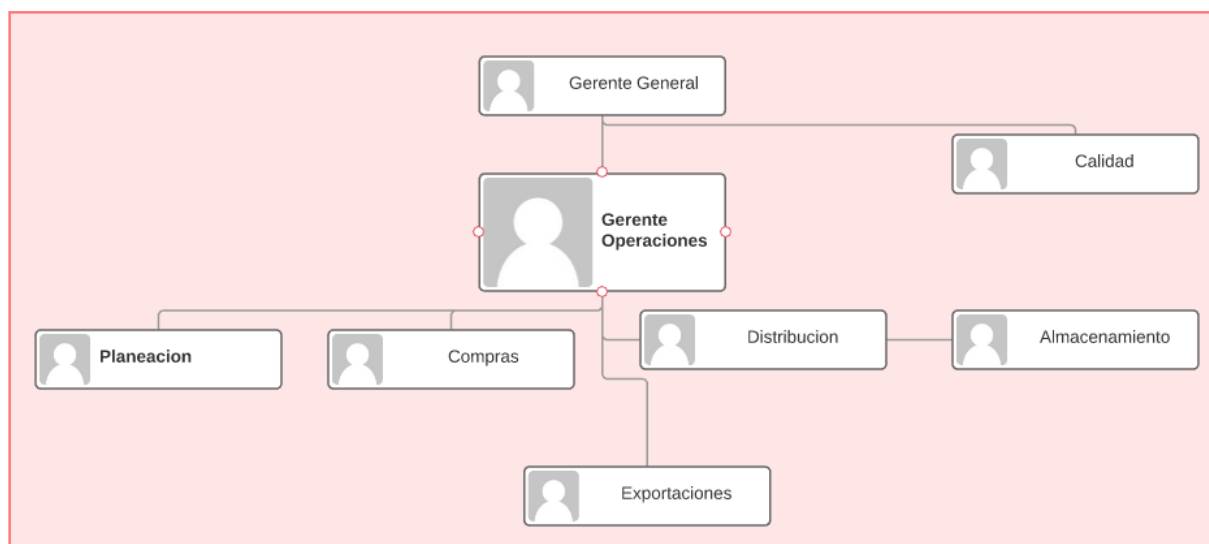 Gerente General
Calidad
Gerente
Operaciones
Planeacion
Compras
Distribucion
Almacenamiento
Exportaciones